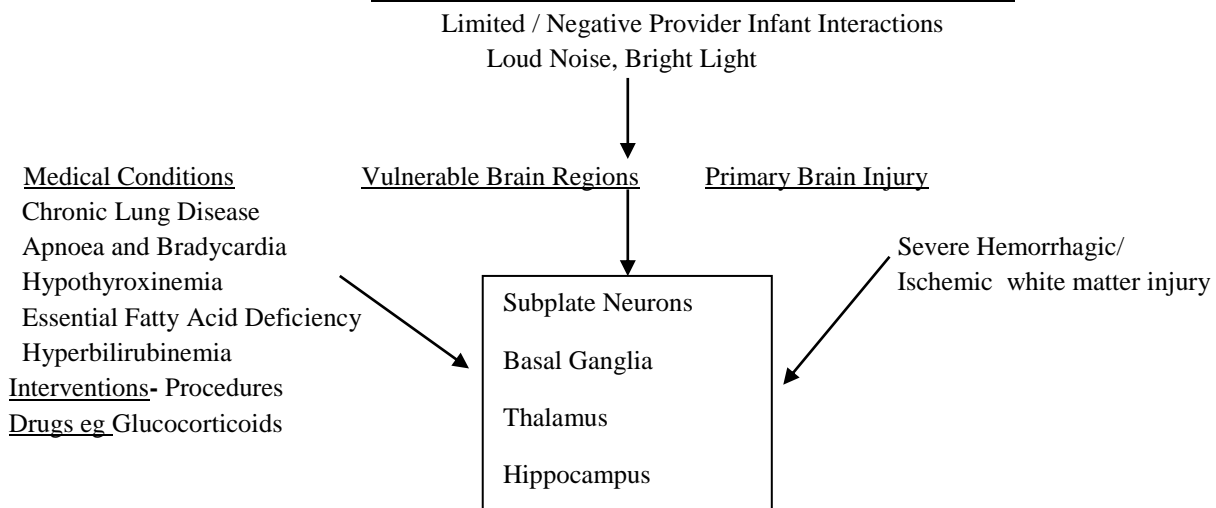 Limited / Negative Provider Infant Interactions
Loud Noise, Bright Light
Medical Conditions
Chronic Lung Disease
Apnoea and Bradycardia
Hypothyroxinemia
Essential Fatty Acid Deficiency
Hyperbilirubinemia
Interventions- Procedures
Drugs eg Glucocorticoids
Vulnerable Brain Regions
Subplate Neurons
Basal Ganglia
Thalamus
Hippocampus
Primary Brain Injury
Severe Hemorrhagic/
Ischemic white matter injury